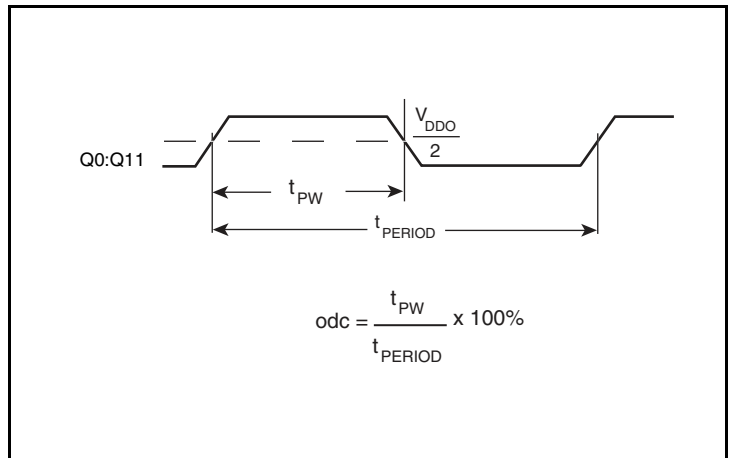 V_DDO
2
Q0:Q11
t_PW
t_PERIOD
odc = t_PW / t_PERIOD x 100%